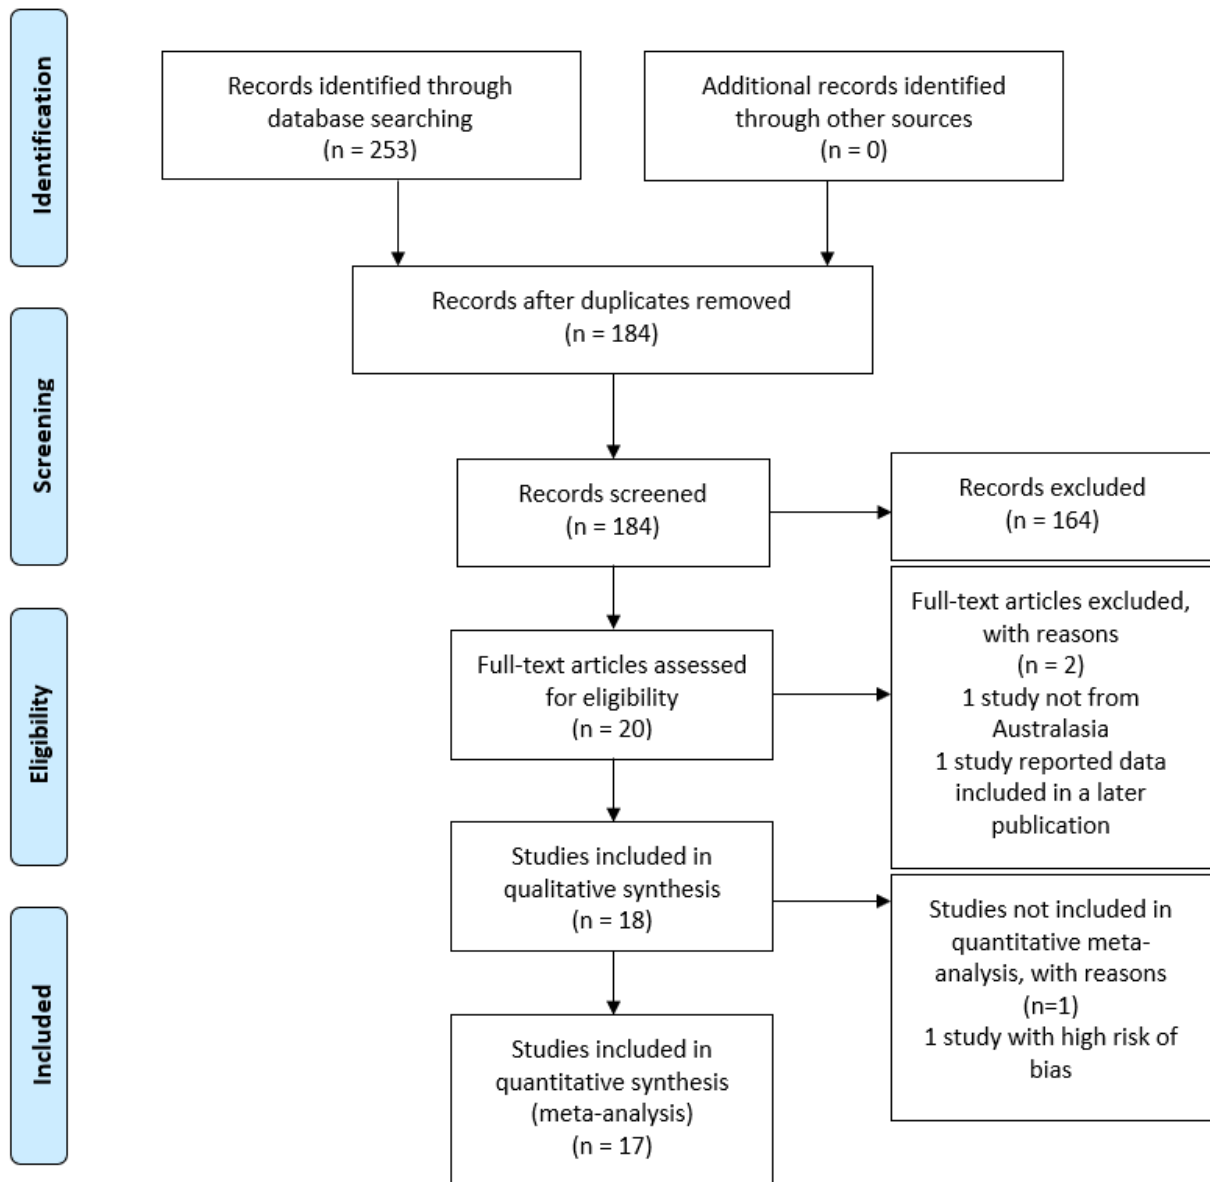 Identification
Records identified through
database searching
(n = 253)
Additional records identified
through other sources
(n = 0)
Records after duplicates removed
(n = 184)
Screening
Records screened
(n = 184)
Records excluded
(n = 164)
Eligibility
Full-text articles assessed
for eligibility
(n = 20)
Full-text articles excluded,
with reasons
(n = 2)
1 study not from
Australasia
1 study reported data
included in a later
publication
Studies included in
qualitative synthesis
(n = 18)
Studies not included in
quantitative meta-
analysis, with reasons
(n=1)
1 study with high risk of
bias
Included
Studies included in
quantitative synthesis
(meta-analysis)
(n = 17)